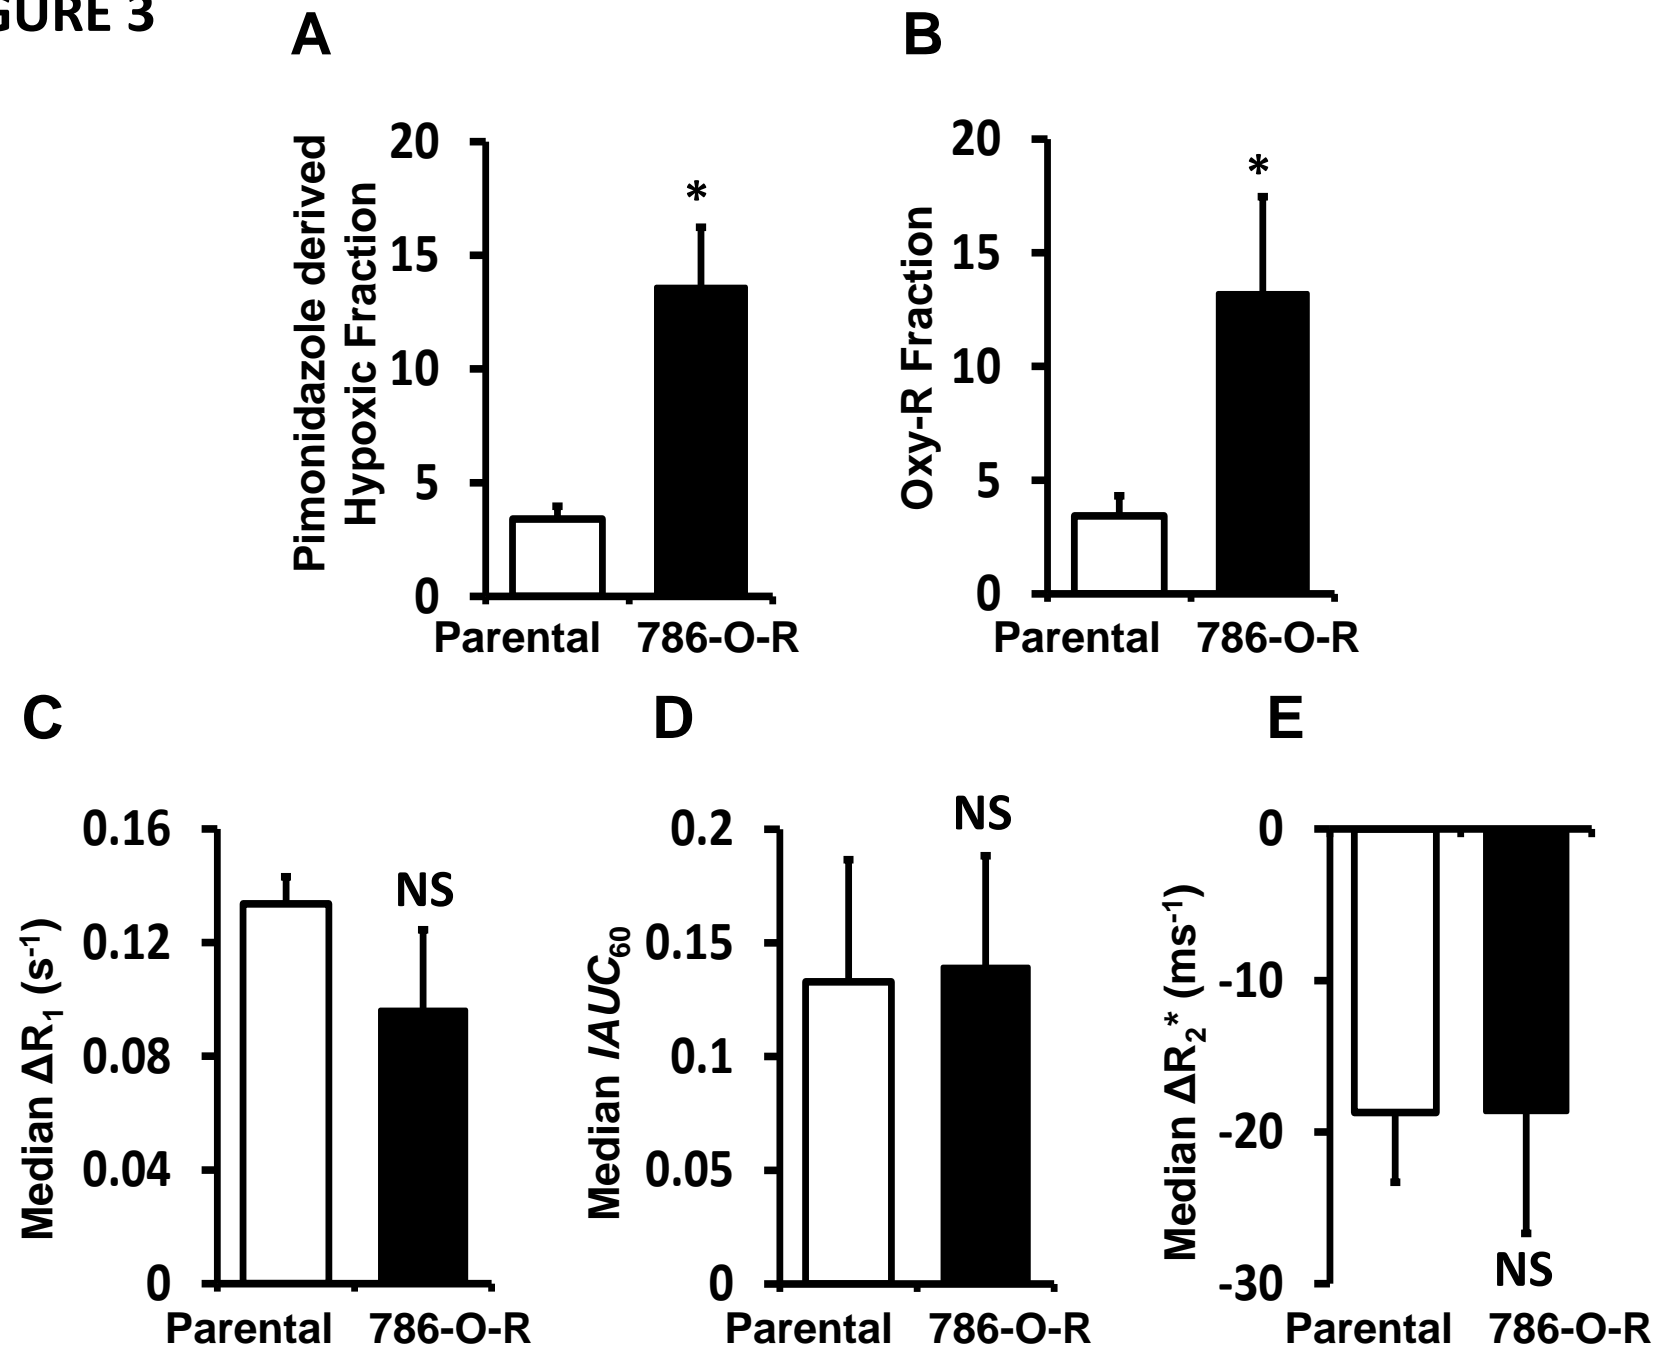 GURE 3
A
B
Pimonidazole derived
Hypoxic Fraction
20
15
10
5
0
*
Parental 786-O-R
Oxy-R Fraction
20
15
10
5
0
*
Parental 786-O-R
C
D
E
Median ΔR1 (s-1)
0.16
0.12
0.08
0.04
0
NS
Parental 786-O-R
Median IAUC60
0.2
0.15
0.1
0.05
0
NS
Parental 786-O-R
Median ΔR2* (ms-1)
0
-10
-20
-30
NS
Parental 786-O-R